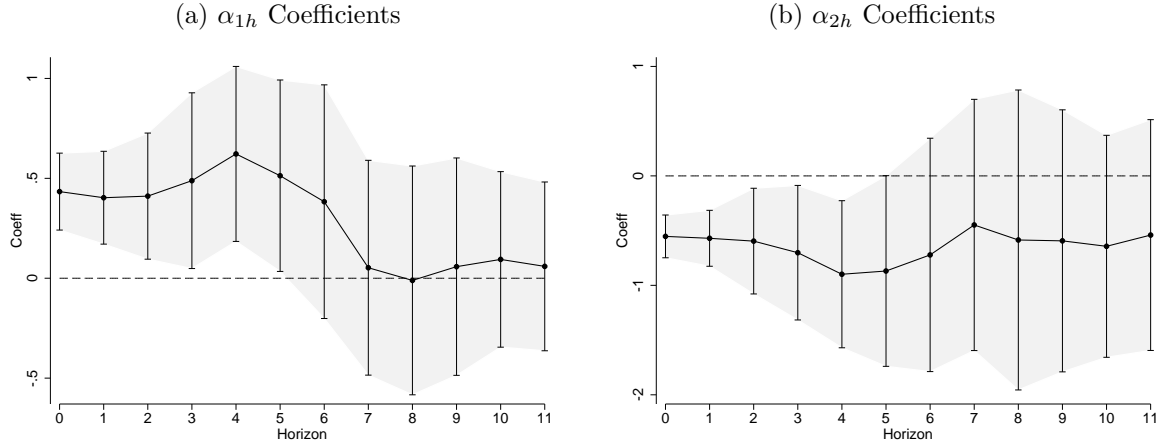 (a) α1h Coefficients
1
.5
0
-.5
Coeff
0 1 2 3 4 5 6 7 8 9 10 11
Horizon
(b) α2h Coefficients
1
0
-1
-2
Coeff
0 1 2 3 4 5 6 7 8 9 10 11
Horizon